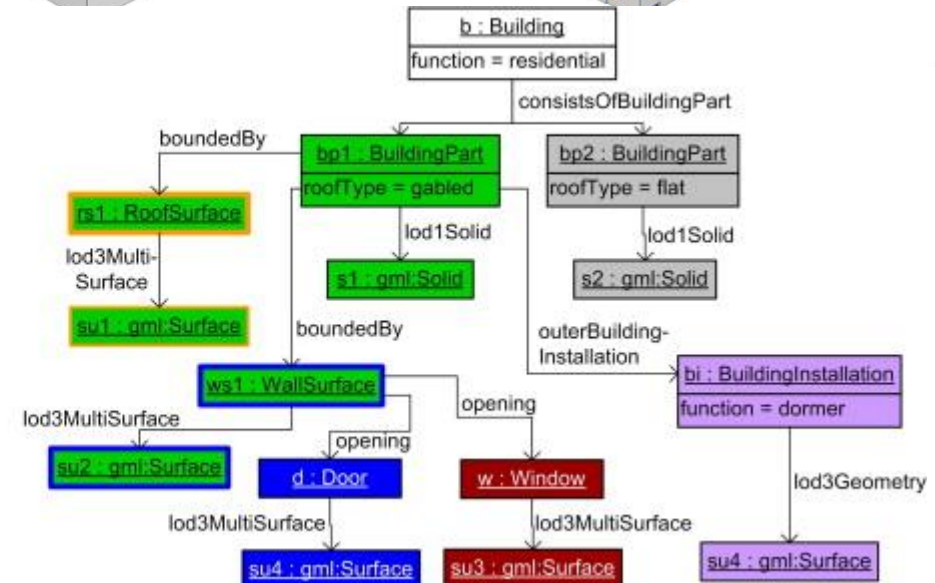 b : Building
function = residential
consistsOfBuildingPart
boundedBy
bp1 : BuildingPart
roofType = gabled
bp2 : BuildingPart
roofType = flat
rs1 : RoofSurface
lod1Solid
lod1Solid
lod3Multi-
Surface
s1 : gml:Solid
s2 : gml:Solid
su1 : gml:Surface
boundedBy
outerBuilding-
Installation
ws1 : WallSurface
bi : BuildingInstallation
function = dormer
lod3MultiSurface
opening
opening
su2 : gml:Surface
d : Door
w : Window
lod3Geometry
lod3MultiSurface
lod3MultiSurface
su4 : gml:Surface
su3 : gml:Surface
su4 : gml:Surface